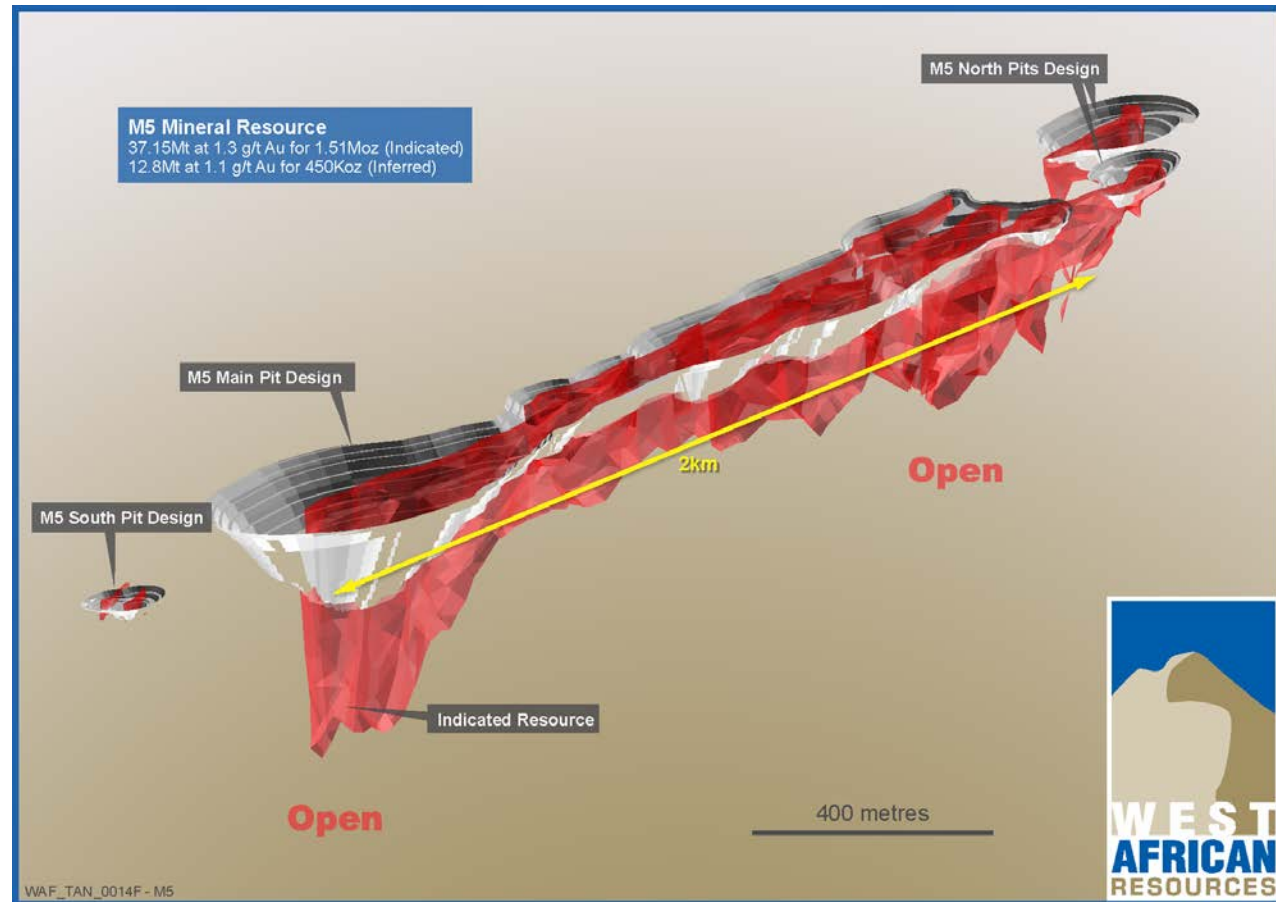 M5 North Pits Design
M5 Mineral Resource
37.15Mt at 1.3 g/t Au for 1.51Moz (Indicated)
12.8Mt at 1.1 g/t Au for 450Koz (Inferred)
M5 Main Pit Design
2km
Open
M5 South Pit Design
Indicated Resource
Open
400 metres
WEST
AFRICAN
RESOURCES
WAF_TAN_0014F - M5